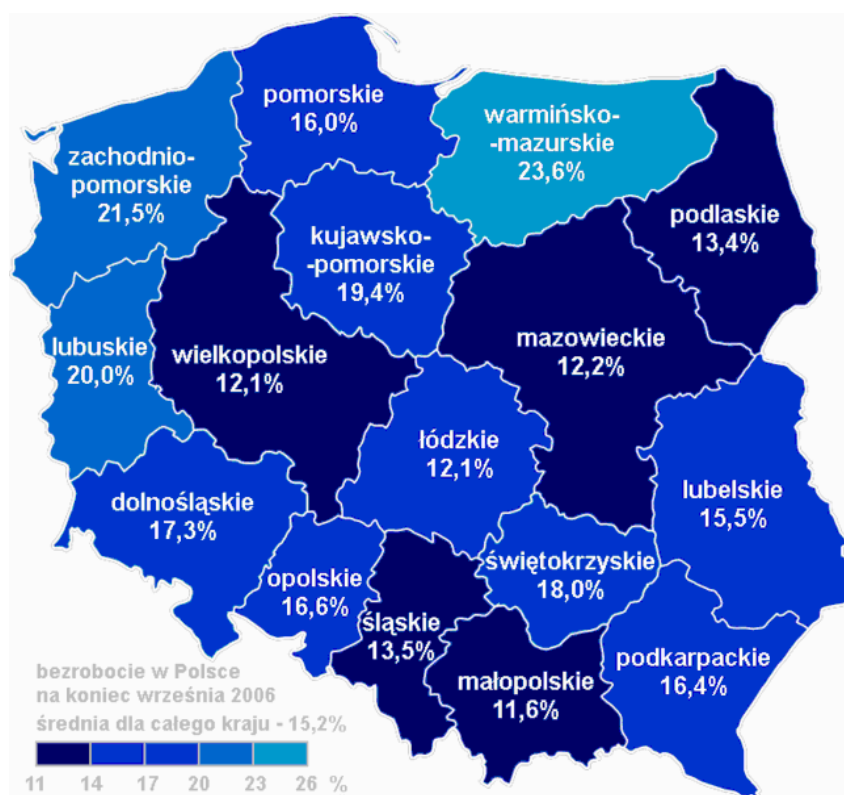 pomorskie
16,0%
warmińsko-
-mazurskie
23,6%
zachodnio-
pomorskie
21,5%
podlaskie
13,4%
kujawsko-
-pomorskie
19,4%
lubuskie
20,0%
wielkopolskie
12,1%
mazowieckie
12,2%
łódzkie
12,1%
lubelskie
15,5%
dolnośląskie
17,3%
opolskie
16,6%
świętokrzyskie
18,0%
śląskie
13,5%
małopolskie
11,6%
podkarpackie
16,4%
bezrobocie w Polsce
na koniec września 2006
średnia dla całego kraju - 15,2%
11 14 17 20 23 26 %